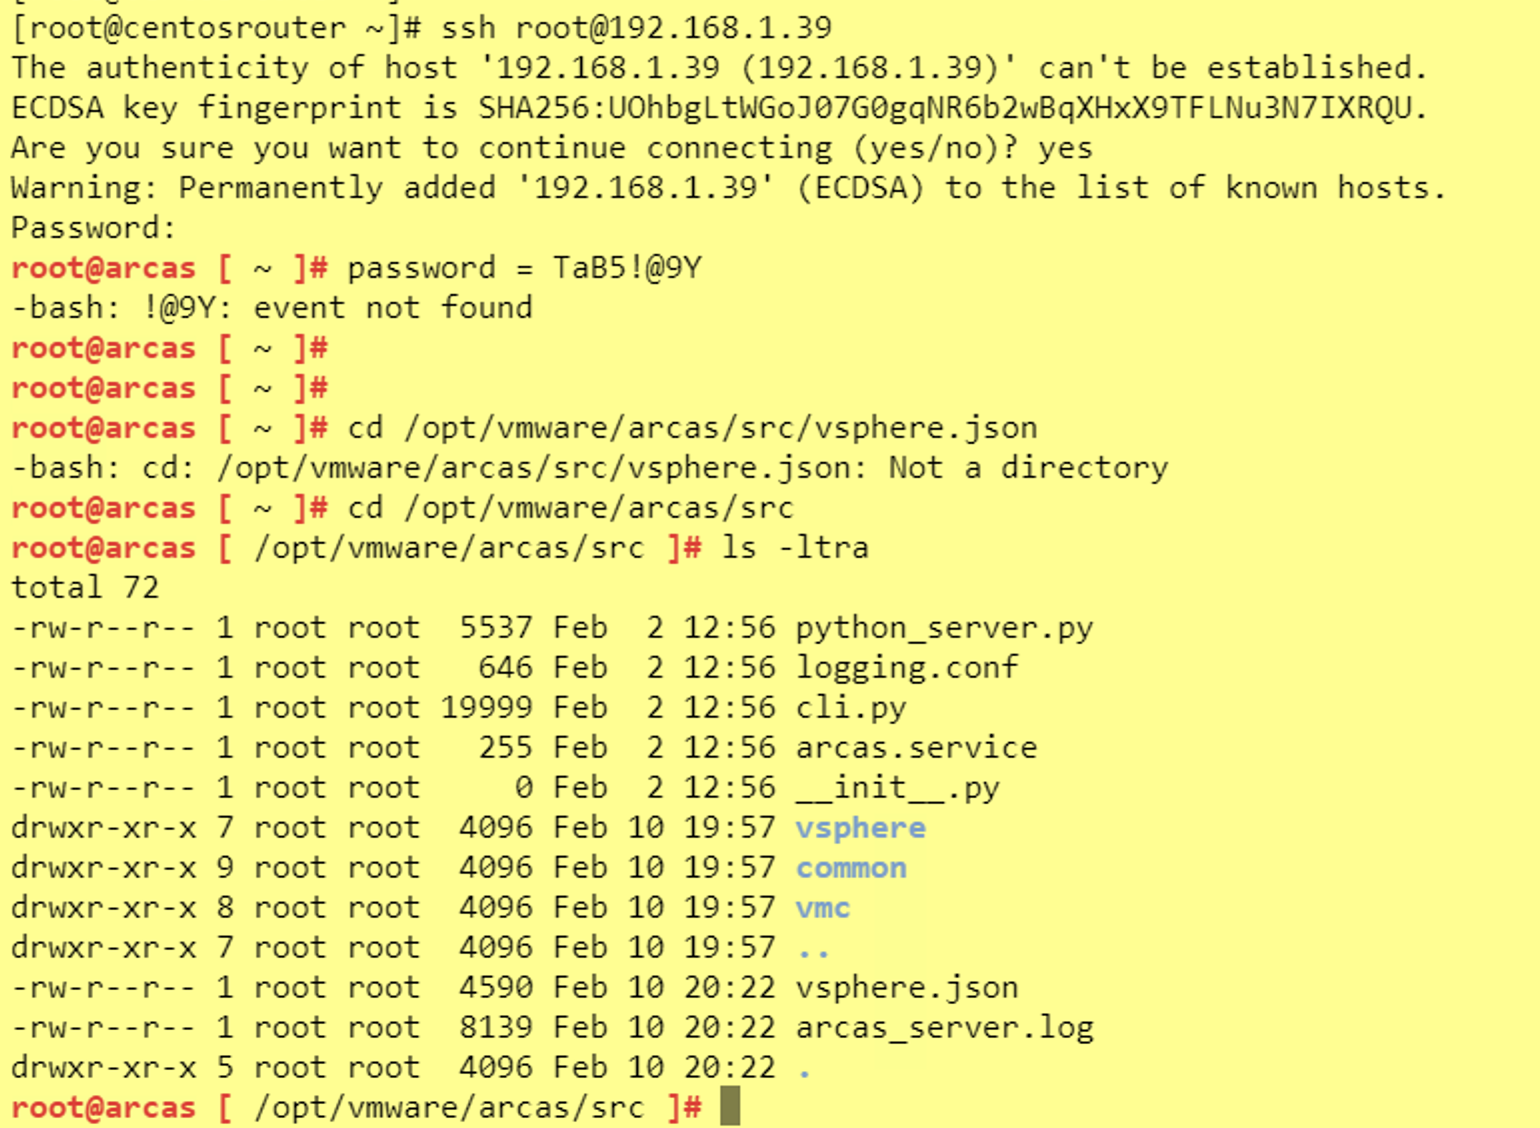 [root@centosrouter ~]# ssh root@192.168.1.39
The authenticity of host '192.168.1.39 (192.168.1.39)' can't be established.
ECDSA key fingerprint is SHA256:UOhbgLtWGoJ07G0gqNR6b2wBqXHxX9TFLNu3N7IXRQU.
Are you sure you want to continue connecting (yes/no)? yes
Warning: Permanently added '192.168.1.39' (ECDSA) to the list of known hosts.
Password:
root@arcas [ ~ ]# password = TaB5!@9Y
-bash: !@9Y: event not found
root@arcas [ ~ ]#
root@arcas [ ~ ]#
root@arcas [ ~ ]# cd /opt/vmware/arcas/src/vsphere.json
-bash: cd: /opt/vmware/arcas/src/vsphere.json: Not a directory
root@arcas [ ~ ]# cd /opt/vmware/arcas/src
root@arcas [ /opt/vmware/arcas/src ]# ls -ltra
total 72
-rw-r--r-- 1 root root  5537 Feb  2 12:56 python_server.py
-rw-r--r-- 1 root root   646 Feb  2 12:56 logging.conf
-rw-r--r-- 1 root root 19999 Feb  2 12:56 cli.py
-rw-r--r-- 1 root root   255 Feb  2 12:56 arcas.service
-rw-r--r-- 1 root root     0 Feb  2 12:56 __init__.py
drwxr-xr-x 7 root root  4096 Feb 10 19:57 vsphere
drwxr-xr-x 9 root root  4096 Feb 10 19:57 common
drwxr-xr-x 8 root root  4096 Feb 10 19:57 vmc
drwxr-xr-x 7 root root  4096 Feb 10 19:57 ..
-rw-r--r-- 1 root root  4590 Feb 10 20:22 vsphere.json
-rw-r--r-- 1 root root  8139 Feb 10 20:22 arcas_server.log
drwxr-xr-x 5 root root  4096 Feb 10 20:22 .
root@arcas [ /opt/vmware/arcas/src ]#